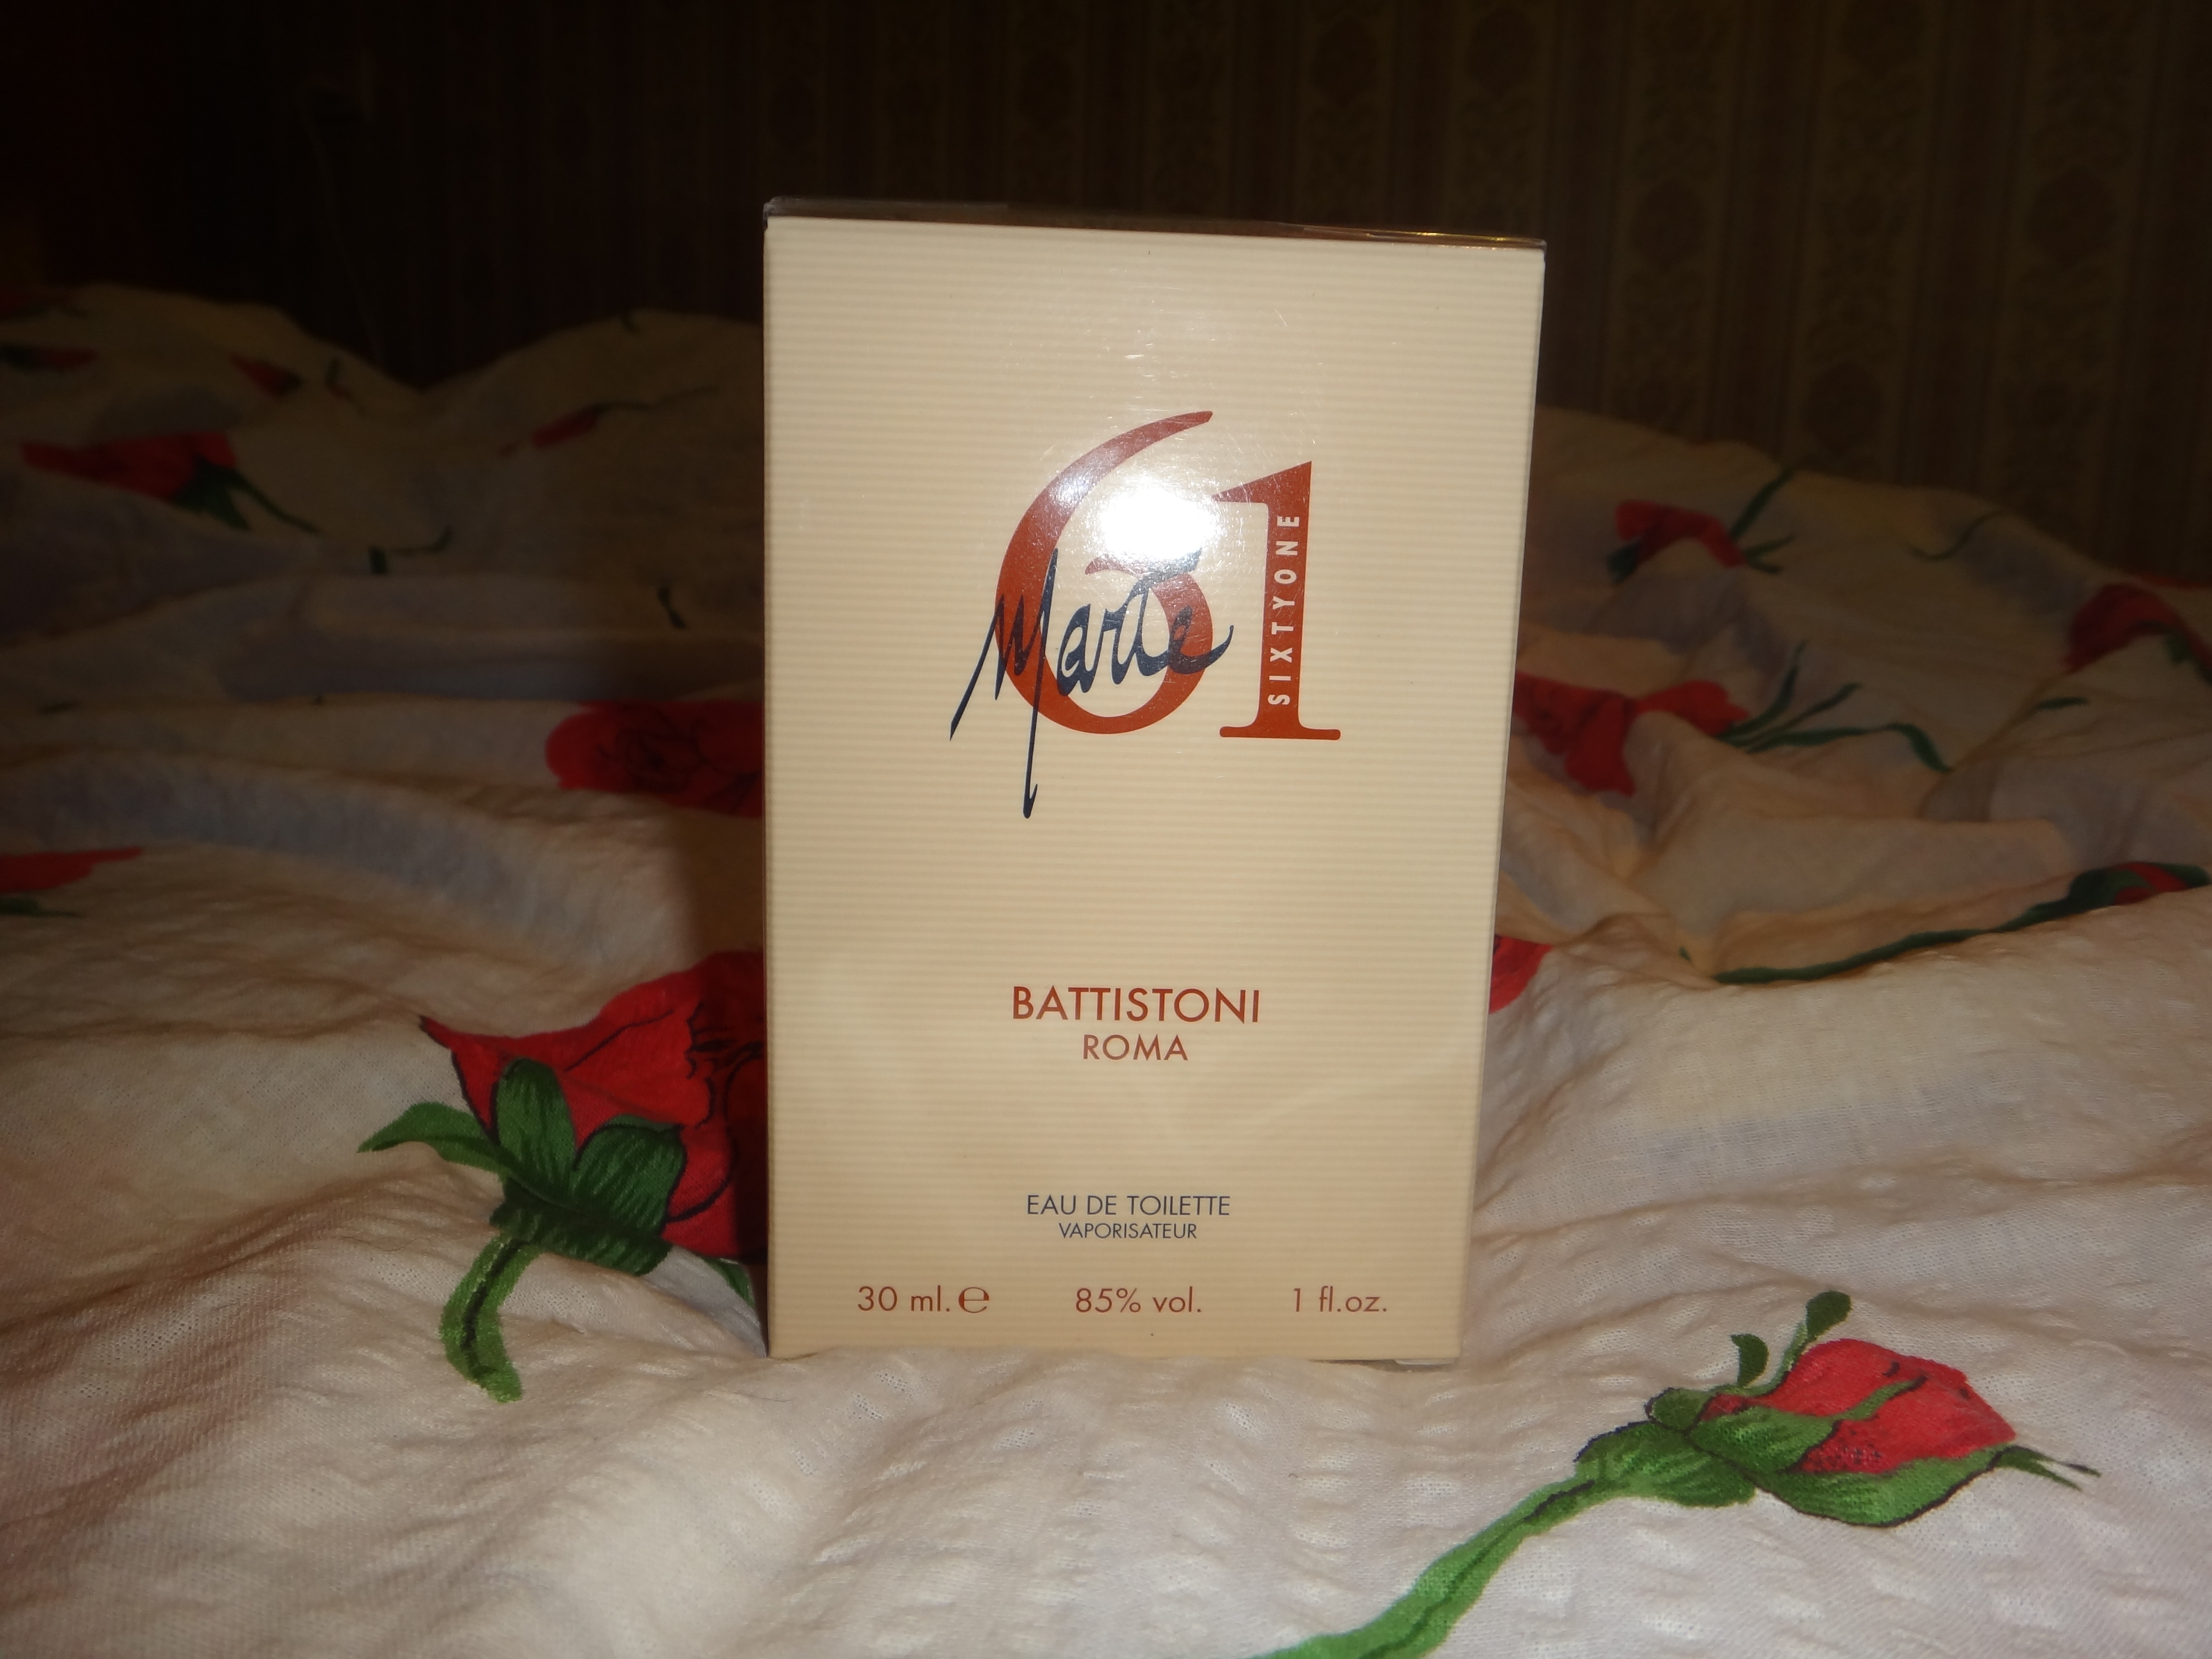 61
Marte
SIXTYONE
BATTISTONI
ROMA
EAU DE TOILETTE
VAPORISATEUR
30 ml. ℮ 85% vol. 1 fl.oz.